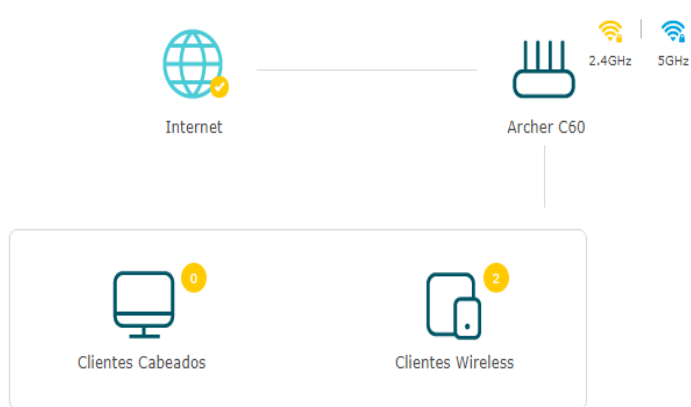 2.4GHz
5GHz
Internet
Archer C60
0
2
Clientes Cabeados
Clientes Wireless